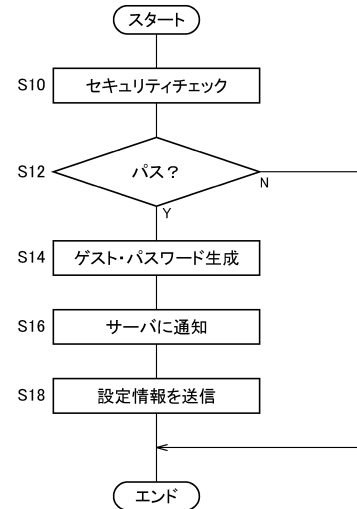 スタート
S10 セキュリティチェック
S12 パス？
N
Y
S14 ゲスト・パスワード生成
S16 サーバに通知
S18 設定情報を送信
エンド